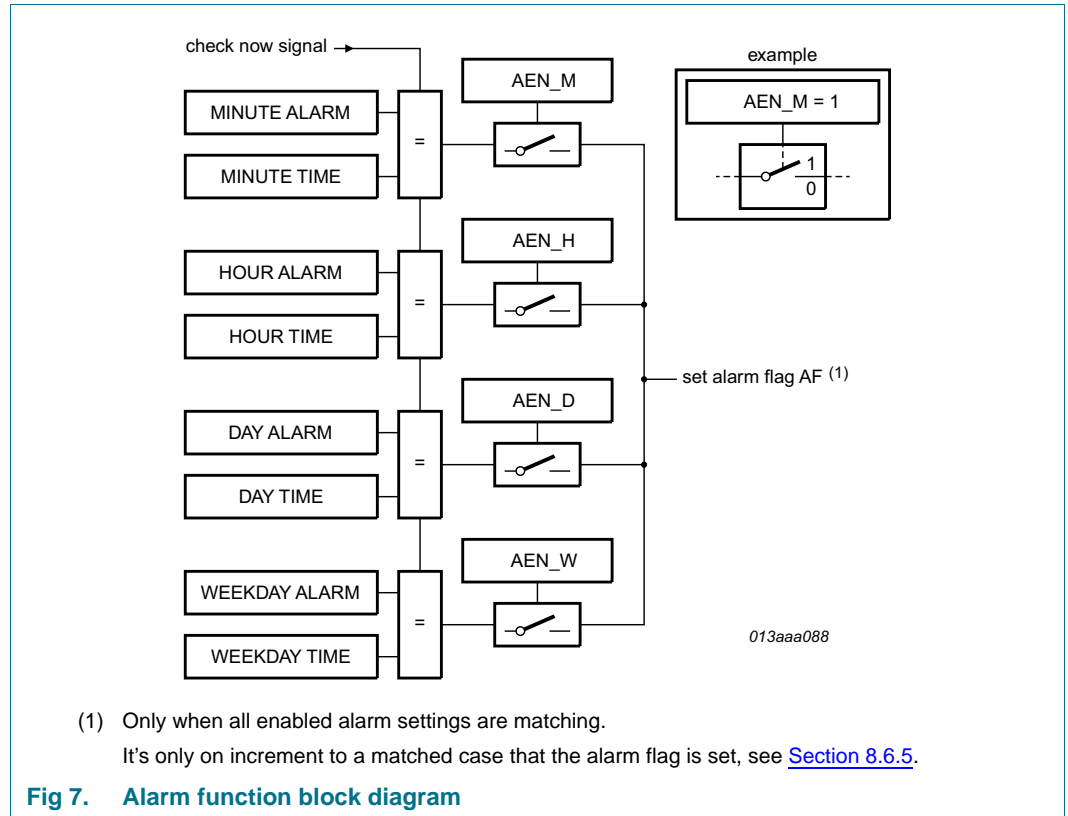 check now signal
example
AEN_M
AEN_M = 1
MINUTE ALARM
=
1
MINUTE TIME
0
AEN_H
HOUR ALARM
=
HOUR TIME
set alarm flag AF (1)
AEN_D
DAY ALARM
=
DAY TIME
AEN_W
WEEKDAY ALARM
=
013aaa088
WEEKDAY TIME
(1) Only when all enabled alarm settings are matching.
It's only on increment to a matched case that the alarm flag is set, see Section 8.6.5.
Fig 7. Alarm function block diagram